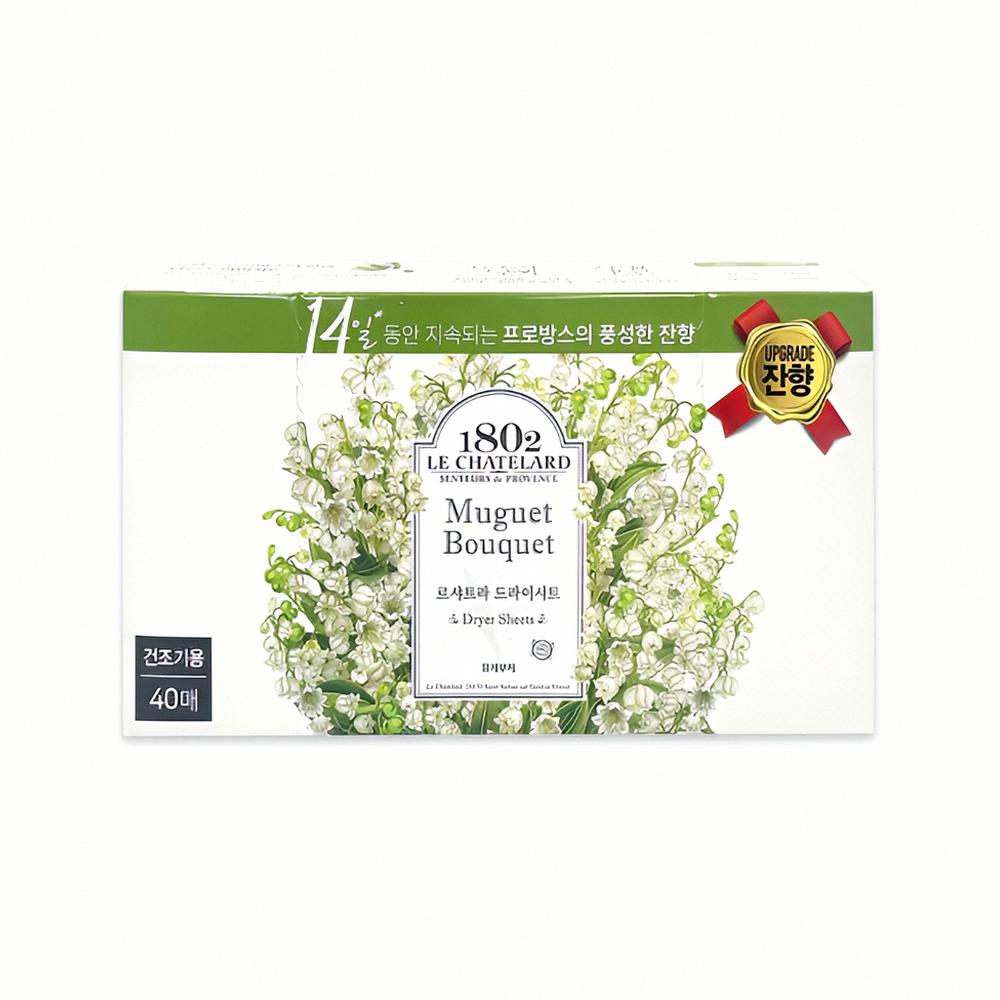 14일* 동안 지속되는 프로방스의 풍성한 잔향
UPGRADE
잔향
1802
LE CHATELARD
SENTEURS de PROVENCE
Muguet
Bouquet
르샤트라 드라이시트
Dryer Sheets
건조기용
40매